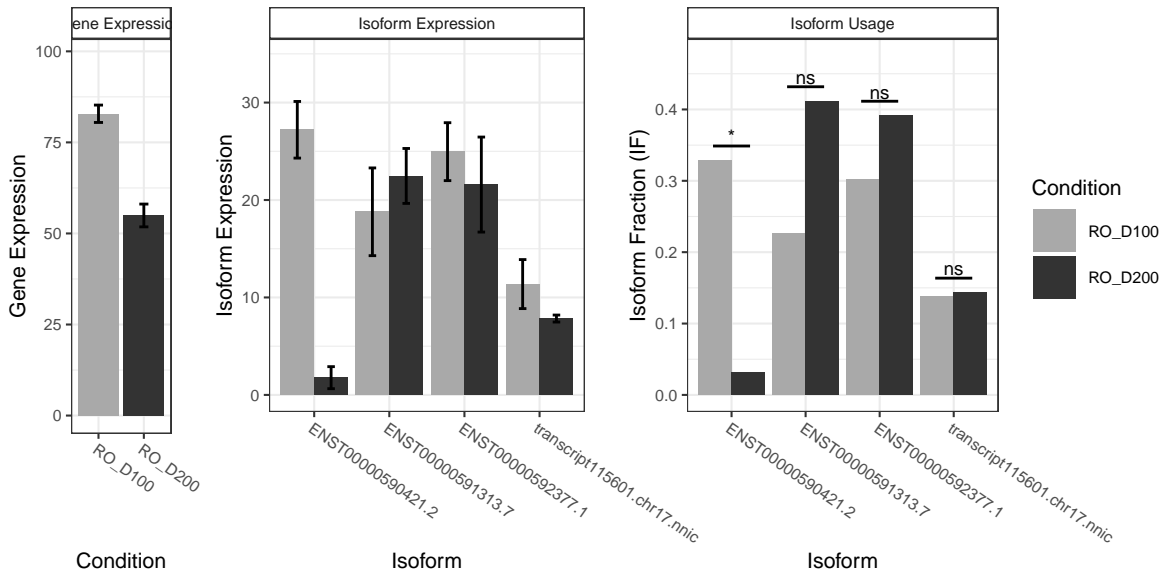 ene Expressio
Isoform Expression
Isoform Usage
Gene Expression
100
75
50
25
0
RO_D100
RO_D200
Condition
Isoform Expression
30
20
10
0
ENST00000590421.2
ENST00000591313.7
ENST00000592377.1
transcript115601.chr17.nnic
Isoform
Isoform Fraction (IF)
0.4
0.3
0.2
0.1
0.0
*
ns
ns
ns
ENST00000590421.2
ENST00000591313.7
ENST00000592377.1
transcript115601.chr17.nnic
Isoform
Condition
RO_D100
RO_D200